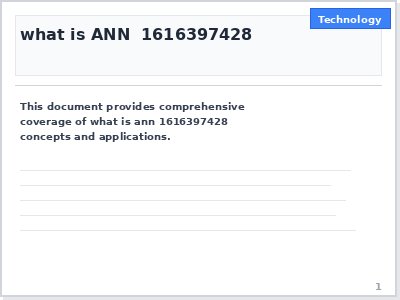 Technology
what is ANN  1616397428
This document provides comprehensive
coverage of what is ann 1616397428
concepts and applications.
1